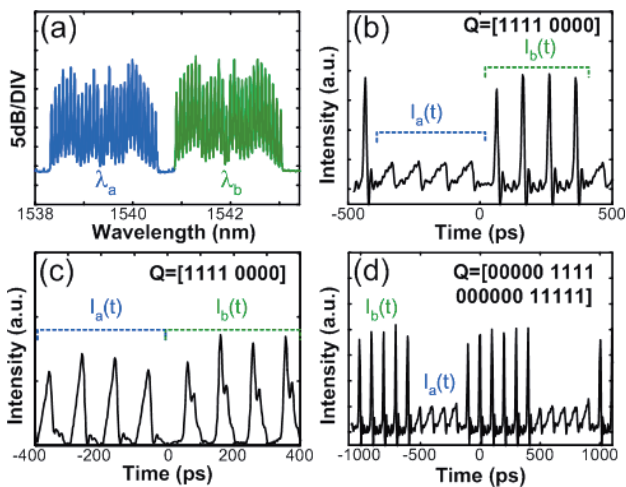 (a)
5dB/DIV
λa
λb
1538
1540
1542
Wavelength (nm)
(b)
Q=[1111 0000]
Ib(t)
Ia(t)
Intensity (a.u.)
-500
0
500
Time (ps)
(c)
Q=[1111 0000]
Ia(t)
Ib(t)
Intensity (a.u.)
-400
-200
0
200
400
Time (ps)
(d)
Q=[00000 1111
000000 11111]
Ib(t)
Ia(t)
Intensity (a.u.)
-1000
-500
0
500
1000
Time (ps)